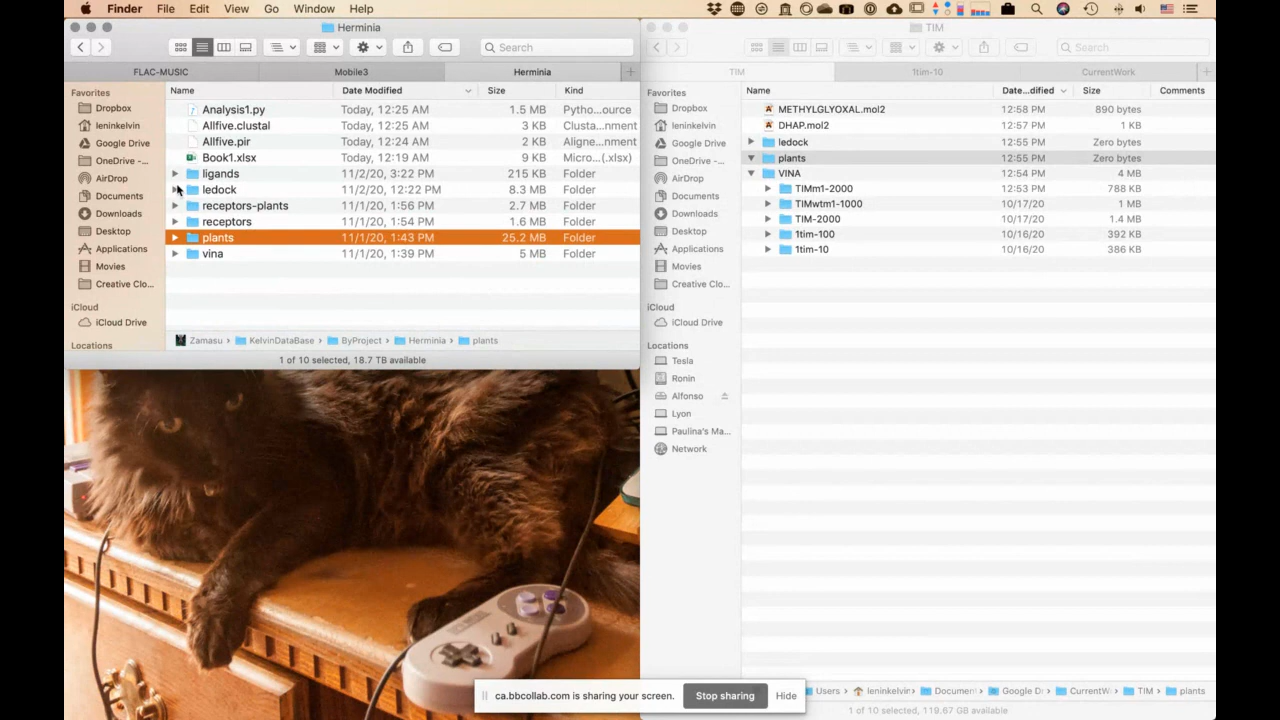 Finder File Edit View Go Window Help
Herminia
Search
FLAC-MUSIC Mobile3 Herminia
Favorites
Dropbox
leninkelvin
Google Drive
OneDrive -...
AirDrop
Documents
Downloads
Desktop
Applications
Movies
Creative Clo...
iCloud
iCloud Drive
Locations
Name Date Modified Size Kind
Analysis1.py Today, 12:25 AM 1.5 MB Pytho...ource
Allfive.clustal Today, 12:25 AM 3 KB Clusta...nment
Allfive.pir Today, 12:24 AM 2 KB Aligne...nment
Book1.xlsx Today, 12:19 AM 9 KB Micro...(.xlsx)
ligands 11/2/20, 3:22 PM 215 KB Folder
ledock 11/2/20, 12:22 PM 8.3 MB Folder
receptors-plants 11/1/20, 1:56 PM 2.7 MB Folder
receptors 11/1/20, 1:54 PM 1.6 MB Folder
plants 11/1/20, 1:43 PM 25.2 MB Folder
vina 11/1/20, 1:39 PM 5 MB Folder
Zamasu › KelvinDataBase › ByProject › Herminia › plants
1 of 10 selected, 18.7 TB available
TIM
Search
TIM 1tim-10 CurrentWork
Favorites
Dropbox
leninkelvin
Google Drive
OneDrive -...
AirDrop
Documents
Downloads
Desktop
Applications
Movies
Creative Clo...
iCloud
iCloud Drive
Locations
Tesla
Ronin
Alfonso
Lyon
Paulina's Ma...
Network
Name Date...dified Size Comments
METHYLGLYOXAL.mol2 12:58 PM 890 bytes
DHAP.mol2 12:57 PM 1 KB
ledock 12:55 PM Zero bytes
plants 12:55 PM Zero bytes
VINA 12:54 PM 4 MB
TIMm1-2000 12:53 PM 788 KB
TIMwtm1-1000 10/17/20 1 MB
TIM-2000 10/17/20 1.4 MB
1tim-100 10/16/20 392 KB
1tim-10 10/16/20 386 KB
Users › leninkelvin › Document › Google D › CurrentW › TIM › plants
1 of 10 selected, 119.67 GB available
ca.bbcollab.com is sharing your screen. Stop sharing Hide